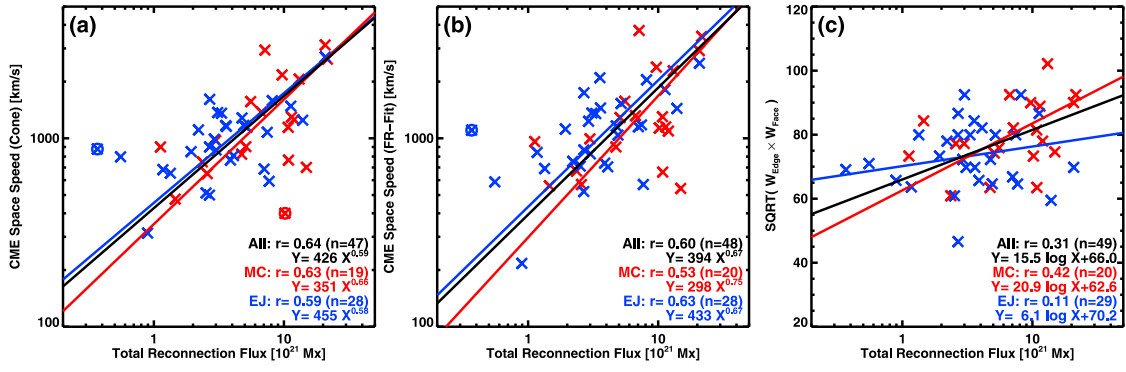 (a)
CME Space Speed (Cone) [km/s]
1000
100
All: r= 0.64 (n=47)
Y= 426 X^0.59
MC: r= 0.63 (n=19)
Y= 351 X^0.66
EJ: r= 0.59 (n=28)
Y= 455 X^0.58
1
10
Total Reconnection Flux [10^21 Mx]
(b)
CME Space Speed (FR-Fit) [km/s]
1000
100
All: r= 0.60 (n=48)
Y= 394 X^0.67
MC: r= 0.53 (n=20)
Y= 298 X^0.75
EJ: r= 0.63 (n=28)
Y= 433 X^0.67
1
10
Total Reconnection Flux [10^21 Mx]
(c)
SQRT( W_Edge × W_Face)
120
100
80
60
40
20
All: r= 0.31 (n=49)
Y= 15.5 log X+66.0
MC: r= 0.42 (n=20)
Y= 20.9 log X+62.6
EJ: r= 0.11 (n=29)
Y= 6.1 log X+70.2
1
10
Total Reconnection Flux [10^21 Mx]